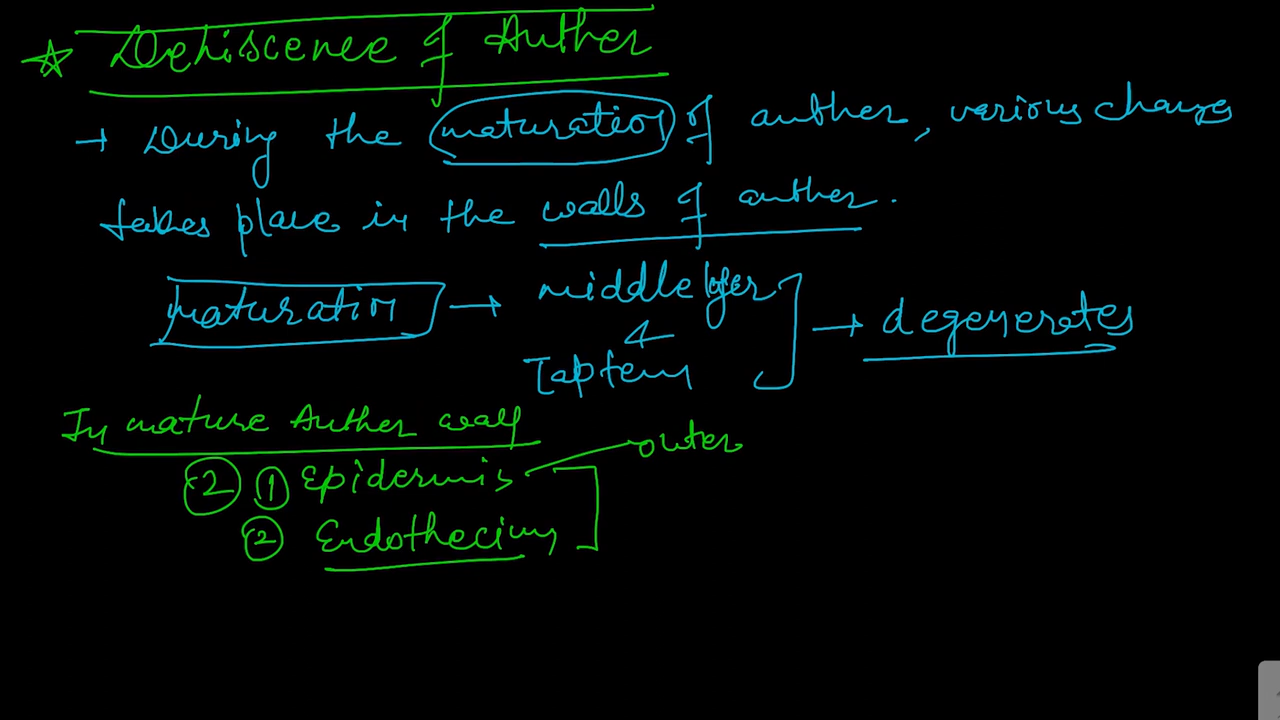 ☆ Dehiscence of Anther
→ During the maturation of anther, various changes
takes place in the walls of anther.
maturation → middle layer
& → degenerates
Tapetum
In mature Anther wall
outer
② ① Epidermis
② Endothecium